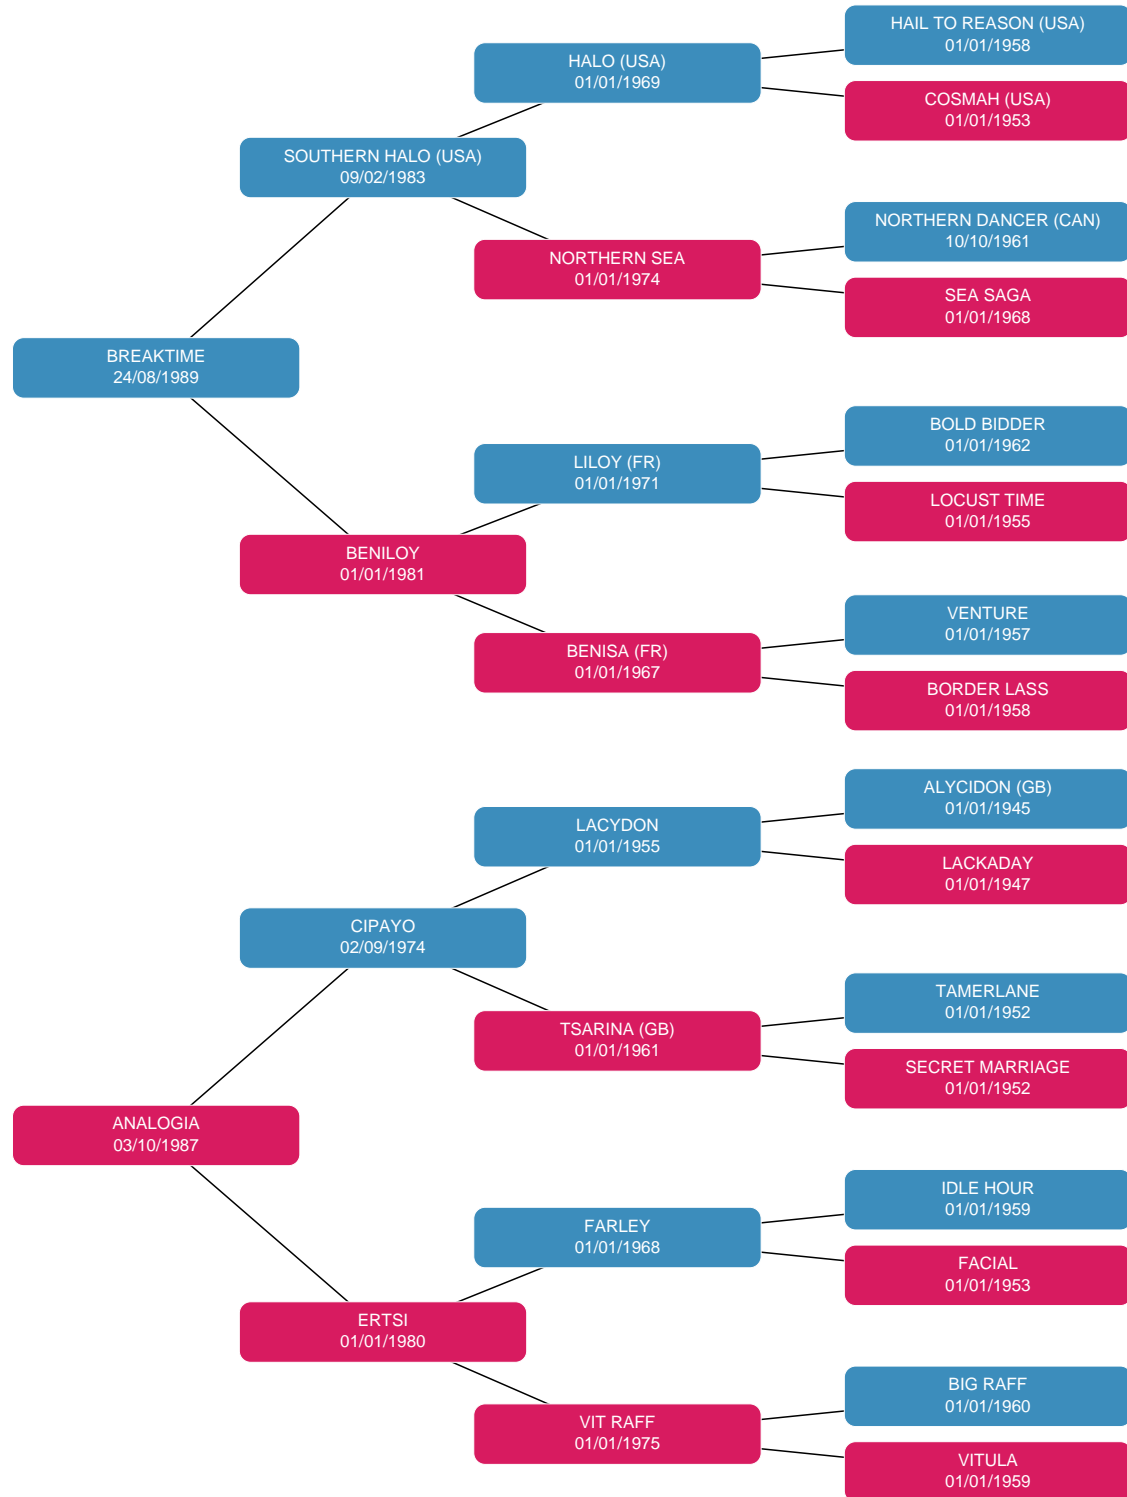 HAIL TO REASON (USA)
01/01/1958
HALO (USA)
01/01/1969
COSMAH (USA)
01/01/1953
SOUTHERN HALO (USA)
09/02/1983
NORTHERN DANCER (CAN)
10/10/1961
NORTHERN SEA
01/01/1974
SEA SAGA
01/01/1968
BREAKTIME
24/08/1989
BOLD BIDDER
01/01/1962
LILOY (FR)
01/01/1971
LOCUST TIME
01/01/1955
BENILOY
01/01/1981
VENTURE
01/01/1957
BENISA (FR)
01/01/1967
BORDER LASS
01/01/1958
ALYCIDON (GB)
01/01/1945
LACYDON
01/01/1955
LACKADAY
01/01/1947
CIPAYO
02/09/1974
TAMERLANE
01/01/1952
TSARINA (GB)
01/01/1961
SECRET MARRIAGE
01/01/1952
ANALOGIA
03/10/1987
IDLE HOUR
01/01/1959
FARLEY
01/01/1968
FACIAL
01/01/1953
ERTSI
01/01/1980
BIG RAFF
01/01/1960
VIT RAFF
01/01/1975
VITULA
01/01/1959